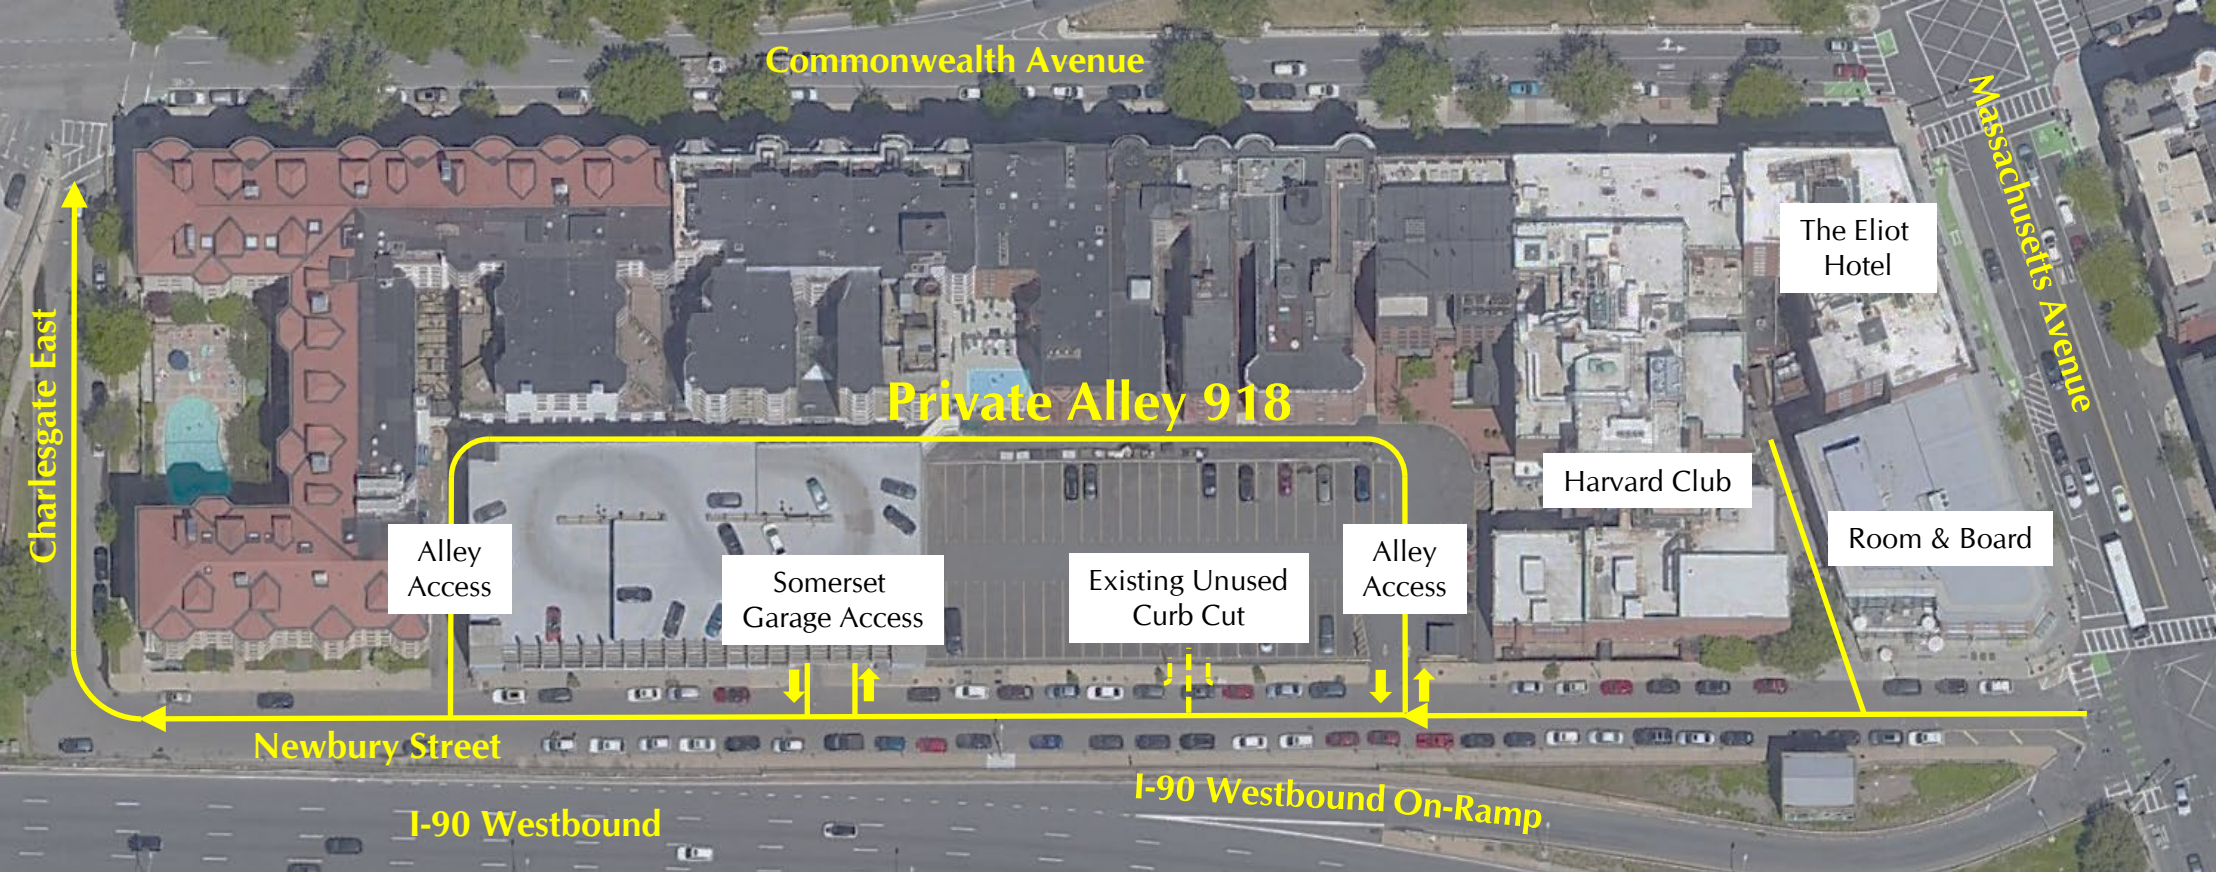 Commonwealth Avenue
Massachusetts Avenue
The Eliot
Hotel
Charlesgate East
Private Alley 918
Harvard Club
Room & Board
Alley
Access
Somerset
Garage Access
Existing Unused
Curb Cut
Alley
Access
Newbury Street
I-90 Westbound On-Ramp
I-90 Westbound